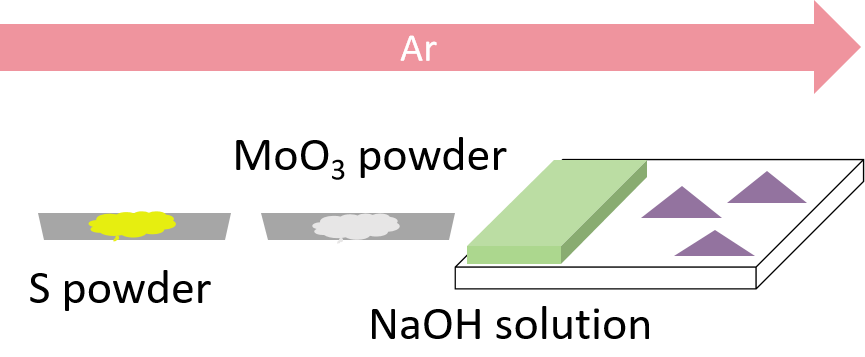 Ar
MoO₃ powder
S powder
NaOH solution